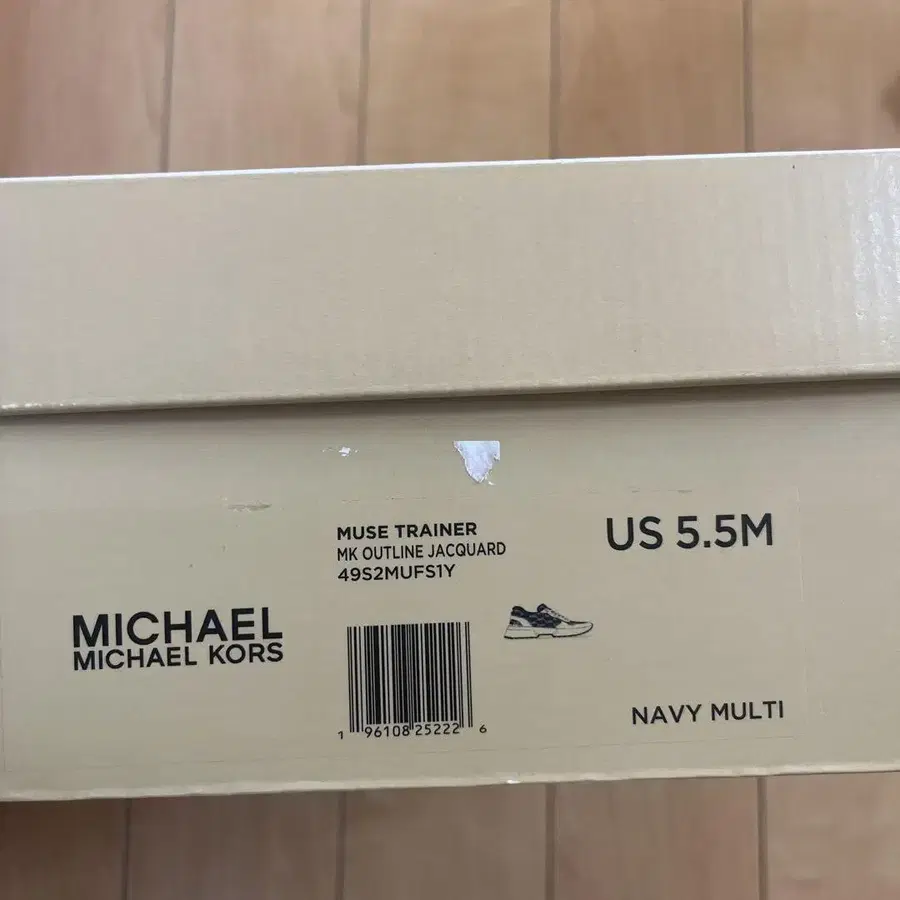 MUSE TRAINER
MK OUTLINE JACQUARD
49S2MUFS1Y
US 5.5M
MICHAEL
MICHAEL KORS
1 96108 25222 6
NAVY MULTI